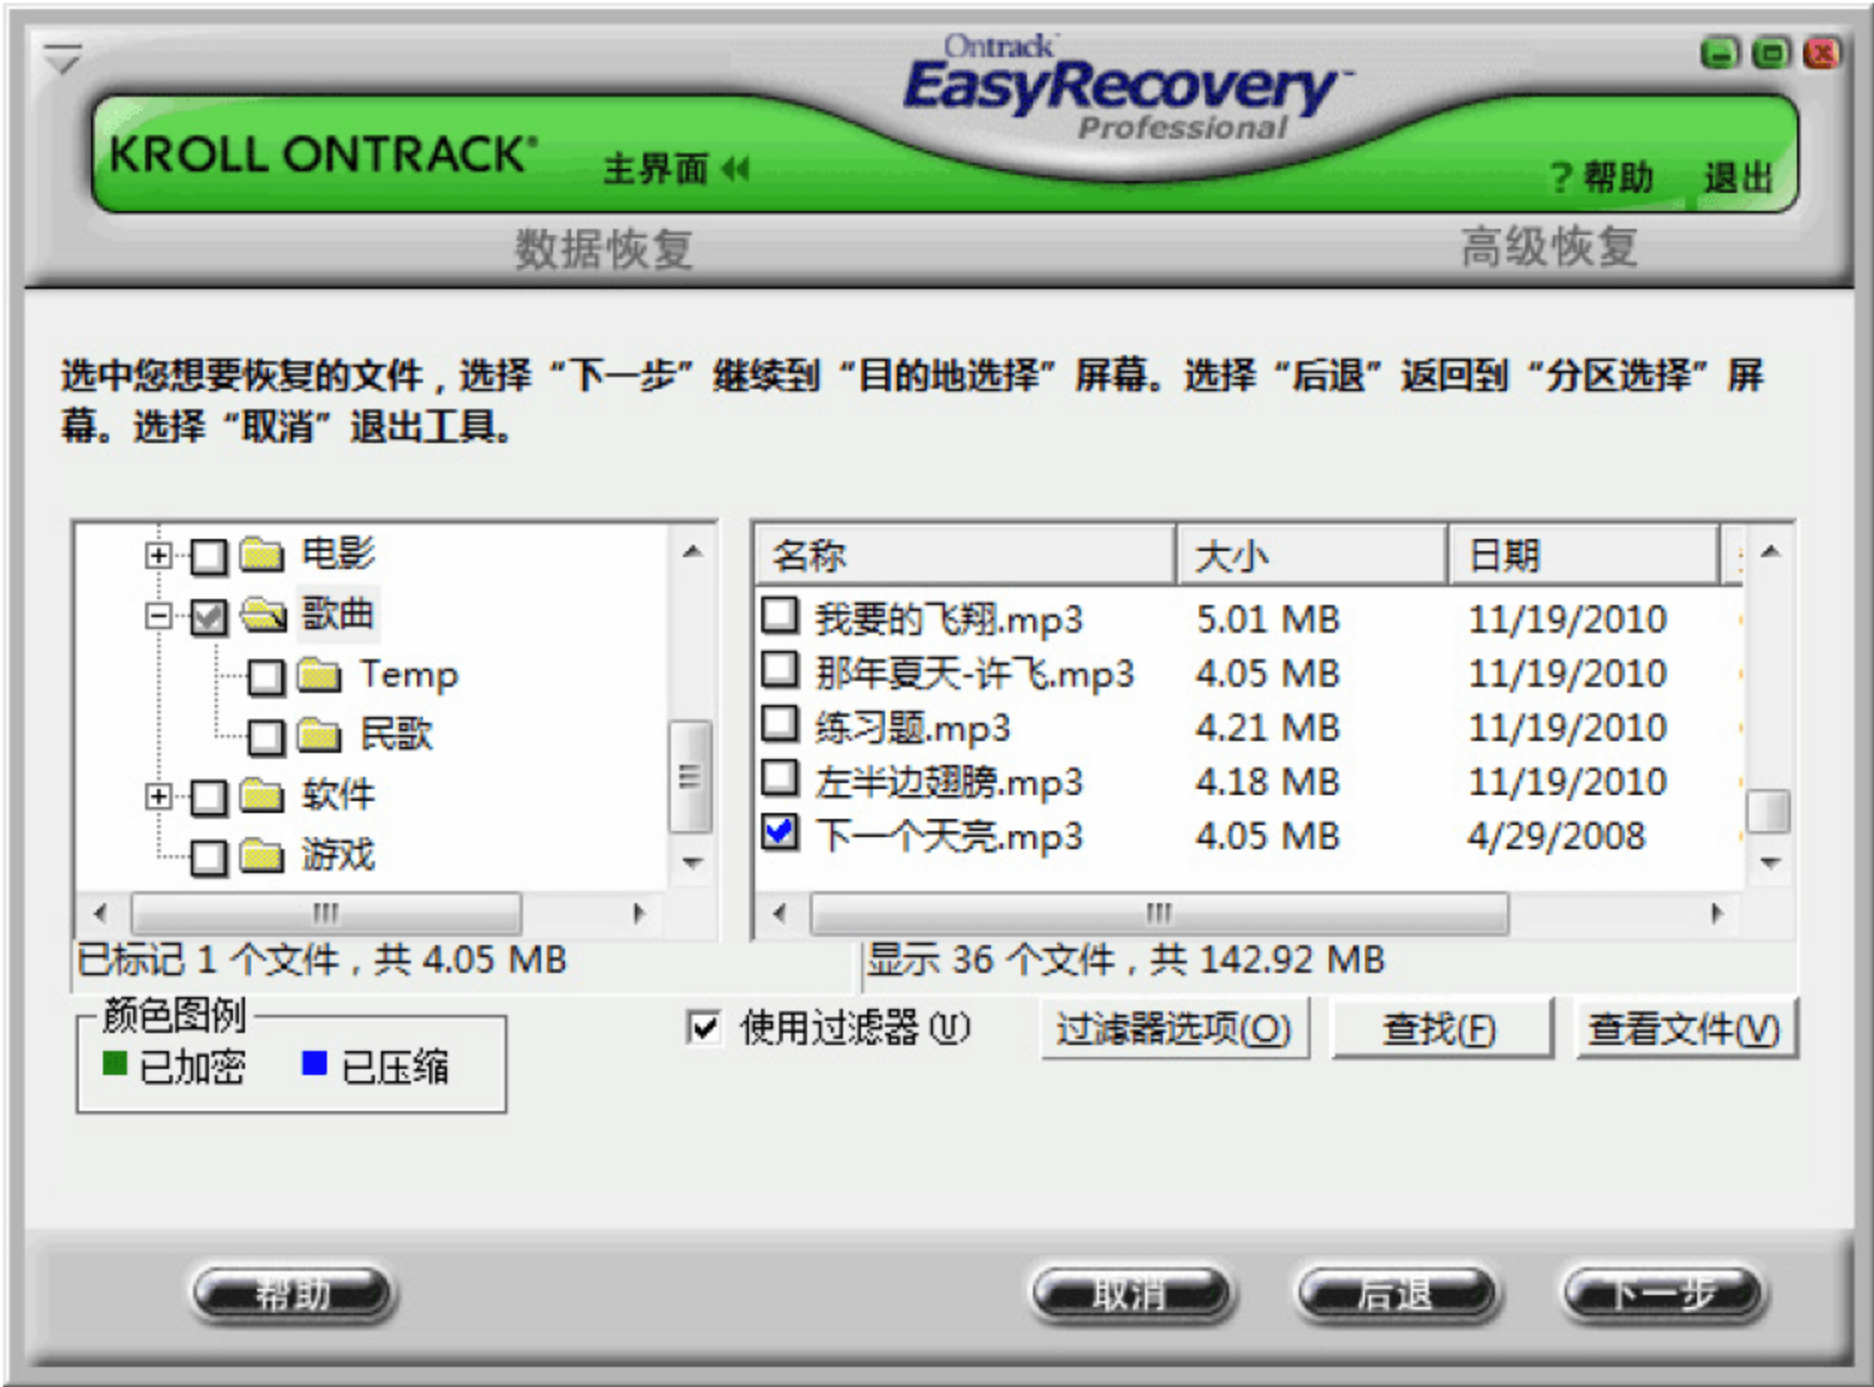 Ontrack
EasyRecovery™
Professional
KROLL ONTRACK®
主界面
? 帮助 退出
数据恢复 高级恢复
选中您想要恢复的文件，选择“下一步”继续到“目的地选择”屏幕。选择“后退”返回到“分区选择”屏
幕。选择“取消”退出工具。
电影
歌曲
Temp
民歌
软件
游戏
名称 大小 日期
我要的飞翔.mp3 5.01 MB 11/19/2010
那年夏天-许飞.mp3 4.05 MB 11/19/2010
练习题.mp3 4.21 MB 11/19/2010
左半边翅膀.mp3 4.18 MB 11/19/2010
下一个天亮.mp3 4.05 MB 4/29/2008
已标记 1 个文件，共 4.05 MB
显示 36 个文件，共 142.92 MB
颜色图例
已加密 已压缩
使用过滤器(U) 过滤器选项(O) 查找(F) 查看文件(V)
帮助 取消 后退 下一步